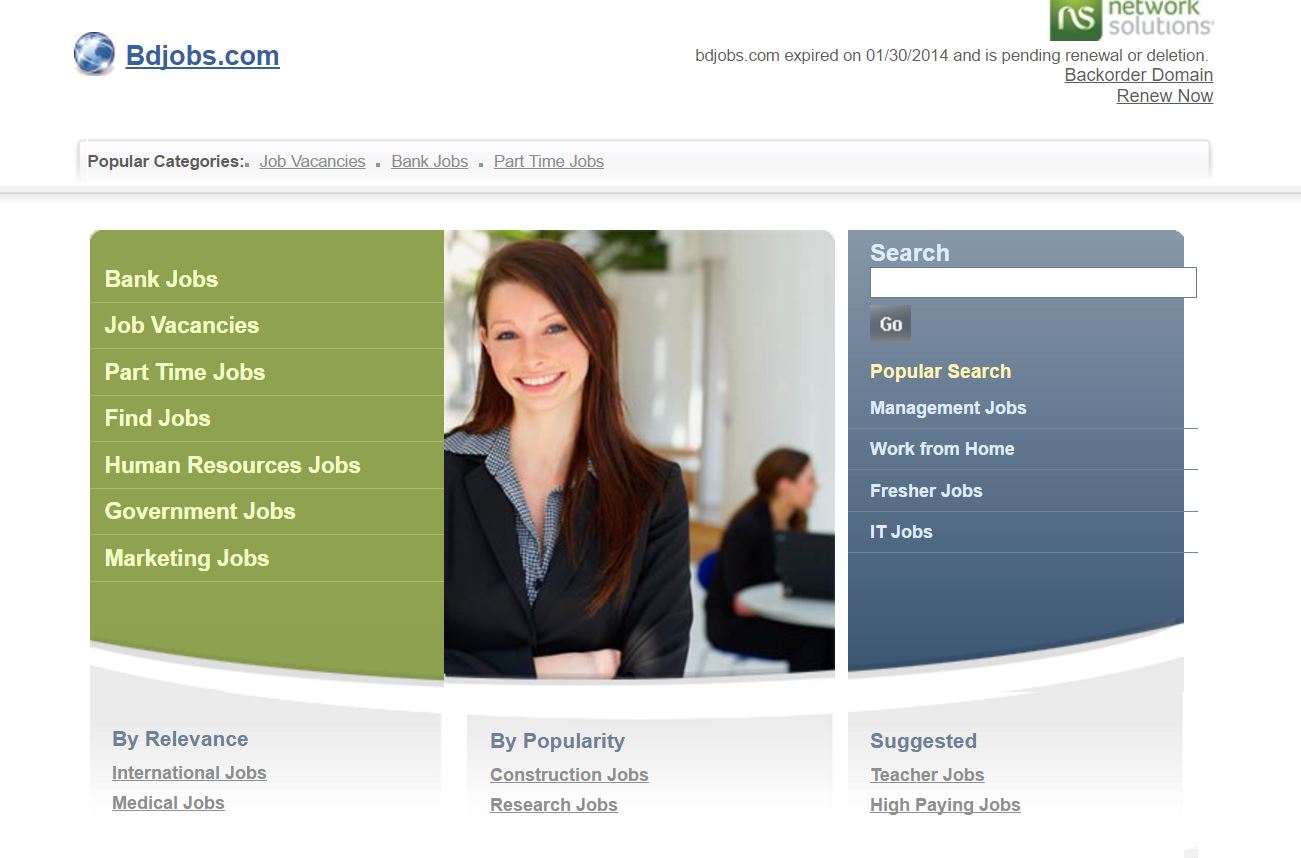 network
solutions
Bdjobs.com
bdjobs.com expired on 01/30/2014 and is pending renewal or deletion.
Backorder Domain
Renew Now
Popular Categories: Job Vacancies Bank Jobs Part Time Jobs
Bank Jobs
Job Vacancies
Part Time Jobs
Find Jobs
Human Resources Jobs
Government Jobs
Marketing Jobs
Search
Go
Popular Search
Management Jobs
Work from Home
Fresher Jobs
IT Jobs
By Relevance
International Jobs
Medical Jobs
By Popularity
Construction Jobs
Research Jobs
Suggested
Teacher Jobs
High Paying Jobs